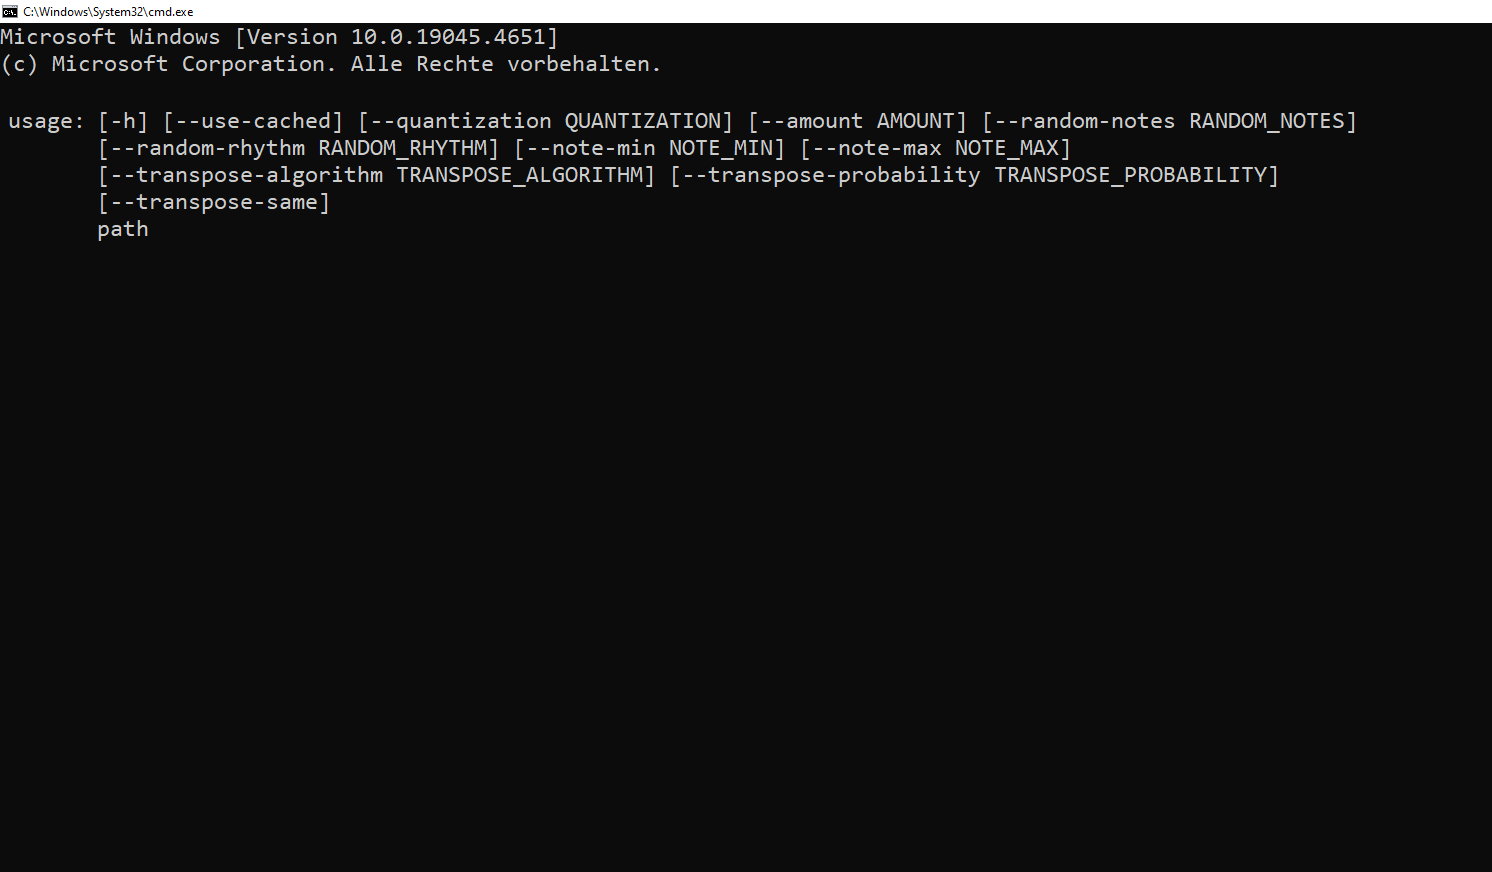 C:\Windows\System32\cmd.exe
Microsoft Windows [Version 10.0.19045.4651]
(c) Microsoft Corporation. Alle Rechte vorbehalten.
usage: [-h] [--use-cached] [--quantization QUANTIZATION] [--amount AMOUNT] [--random-notes RANDOM_NOTES]
[--random-rhythm RANDOM_RHYTHM] [--note-min NOTE_MIN] [--note-max NOTE_MAX]
[--transpose-algorithm TRANSPOSE_ALGORITHM] [--transpose-probability TRANSPOSE_PROBABILITY]
[--transpose-same]
path